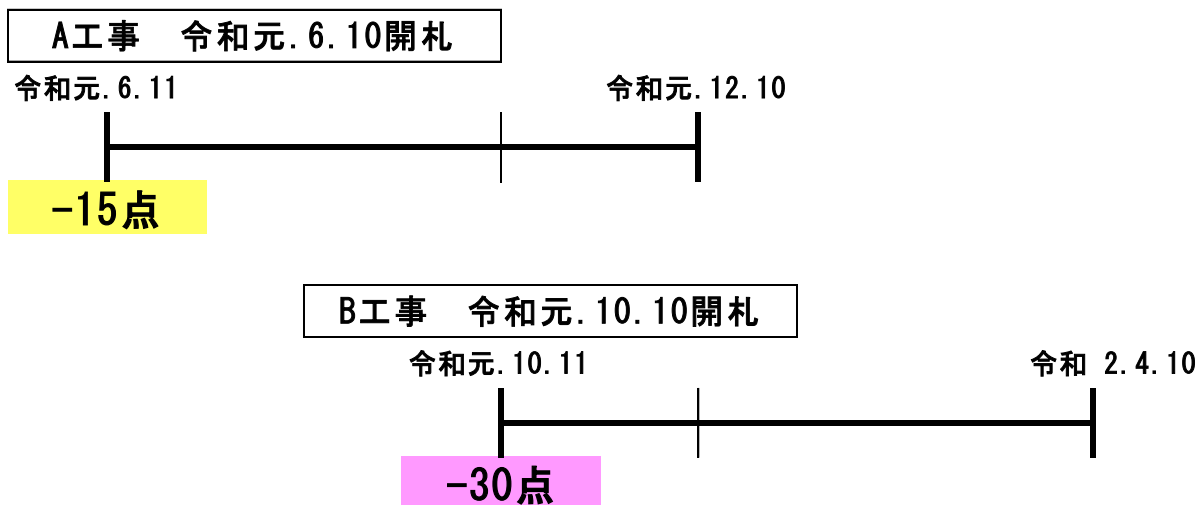 A工事　令和元.6.10開札
令和元.6.11
令和元.12.10
-15点
B工事　令和元.10.10開札
令和元.10.11
令和 2.4.10
-30点